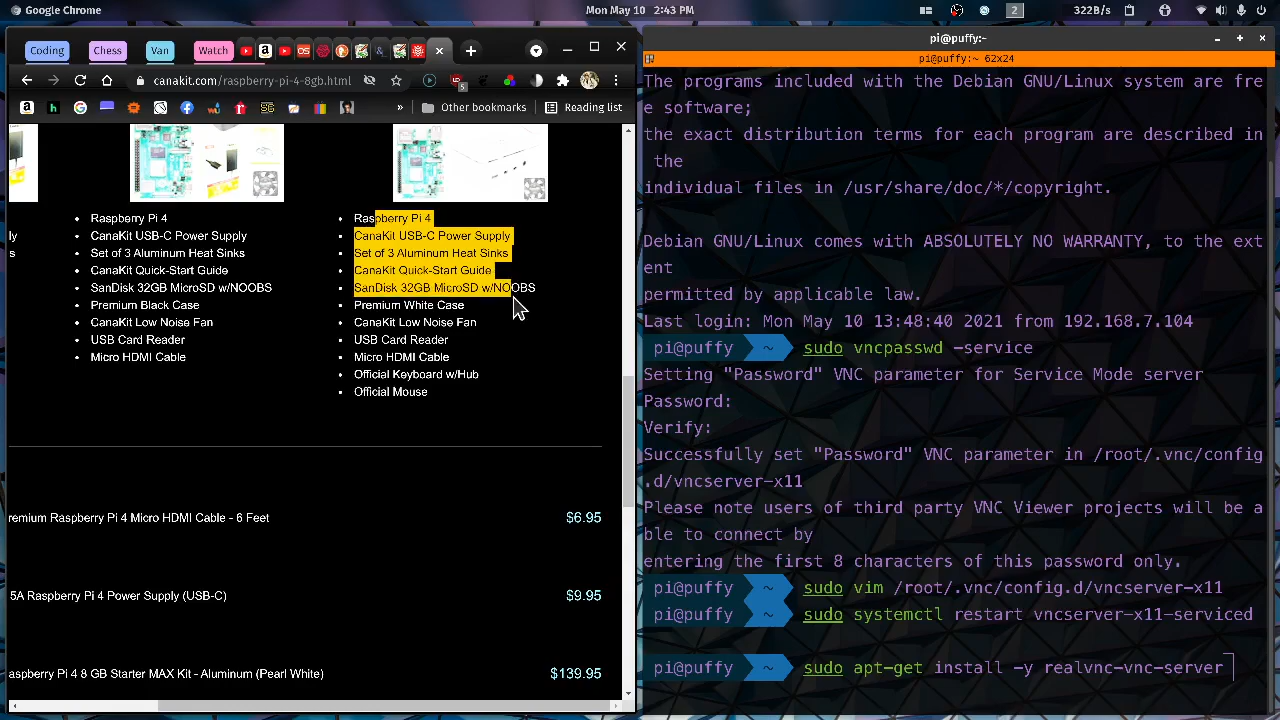 Google Chrome
Mon May 10 2:43 PM
2
322B/s
Coding
Chess
Van
Watch
canakit.com/raspberry-pi-4-8gb.html
5
Other bookmarks
Reading list
ly
s
Raspberry Pi 4
CanaKit USB-C Power Supply
Set of 3 Aluminum Heat Sinks
CanaKit Quick-Start Guide
SanDisk 32GB MicroSD w/NOOBS
Premium Black Case
CanaKit Low Noise Fan
USB Card Reader
Micro HDMI Cable
Raspberry Pi 4
CanaKit USB-C Power Supply
Set of 3 Aluminum Heat Sinks
CanaKit Quick-Start Guide
SanDisk 32GB MicroSD w/NOOBS
Premium White Case
CanaKit Low Noise Fan
USB Card Reader
Micro HDMI Cable
Official Keyboard w/Hub
Official Mouse
remium Raspberry Pi 4 Micro HDMI Cable - 6 Feet $6.95
5A Raspberry Pi 4 Power Supply (USB-C) $9.95
aspberry Pi 4 8 GB Starter MAX Kit - Aluminum (Pearl White) $139.95
pi@puffy:~
pi@puffy:~ 62x24
The programs included with the Debian GNU/Linux system are fre
e software;
the exact distribution terms for each program are described in
the
individual files in /usr/share/doc/*/copyright.
Debian GNU/Linux comes with ABSOLUTELY NO WARRANTY, to the ext
ent
permitted by applicable law.
Last login: Mon May 10 13:48:40 2021 from 192.168.7.104
pi@puffy ~ sudo vncpasswd -service
Setting "Password" VNC parameter for Service Mode server
Password:
Verify:
Successfully set "Password" VNC parameter in /root/.vnc/config
.d/vncserver-x11
Please note users of third party VNC Viewer projects will be a
ble to connect by
entering the first 8 characters of this password only.
pi@puffy ~ sudo vim /root/.vnc/config.d/vncserver-x11
pi@puffy ~ sudo systemctl restart vncserver-x11-serviced
pi@puffy ~ sudo apt-get install -y realvnc-vnc-server